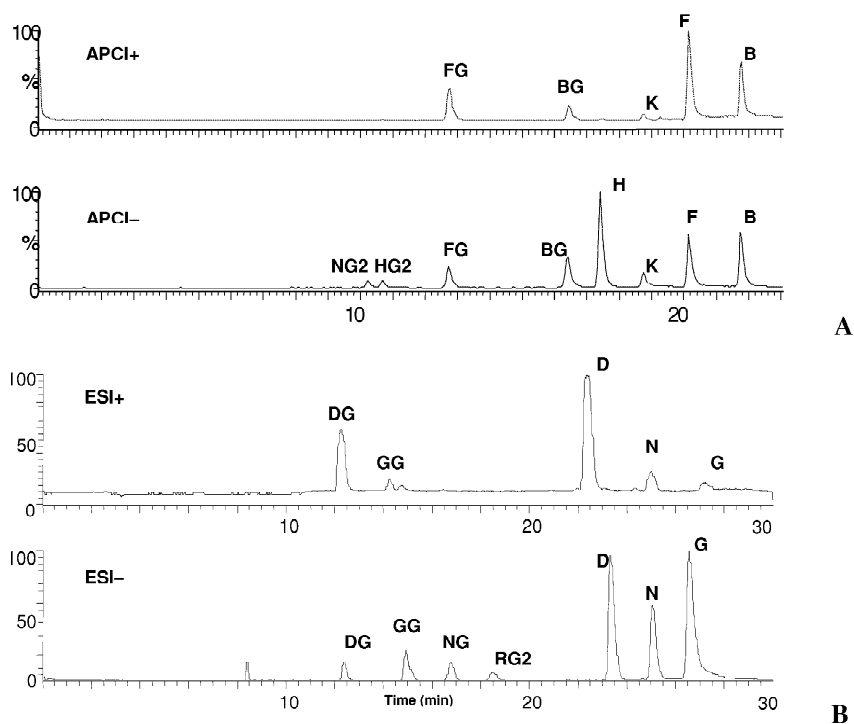 100
APCI+
%
0
FG
BG
K
F
B
100
APCI–
%
0
NG2 HG2
FG
BG
H
K
F
B
10 20
A
100
ESI+
50
0
DG
GG
D
N
G
10 20 30
100
ESI–
50
0
DG
GG
NG
RG2
D
N
G
10 Time (min) 20 30
B